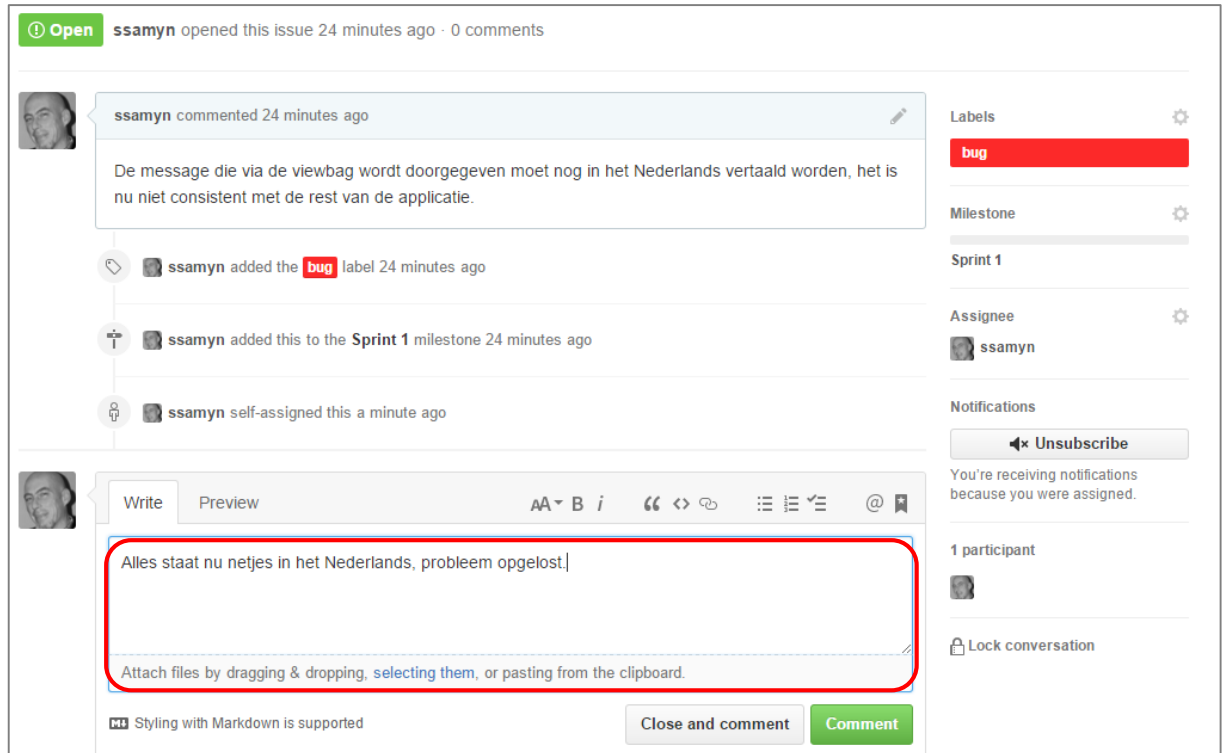 Open ssamyn opened this issue 24 minutes ago · 0 comments
ssamyn commented 24 minutes ago
De message die via de viewbag wordt doorgegeven moet nog in het Nederlands vertaald worden, het is
nu niet consistent met de rest van de applicatie.
ssamyn added the bug label 24 minutes ago
ssamyn added this to the Sprint 1 milestone 24 minutes ago
ssamyn self-assigned this a minute ago
Write Preview AA B i “ <> @
Alles staat nu netjes in het Nederlands, probleem opgelost.
Attach files by dragging & dropping, selecting them, or pasting from the clipboard.
Styling with Markdown is supported
Close and comment Comment
Labels
bug
Milestone
Sprint 1
Assignee
ssamyn
Notifications
Unsubscribe
You're receiving notifications
because you were assigned.
1 participant
Lock conversation